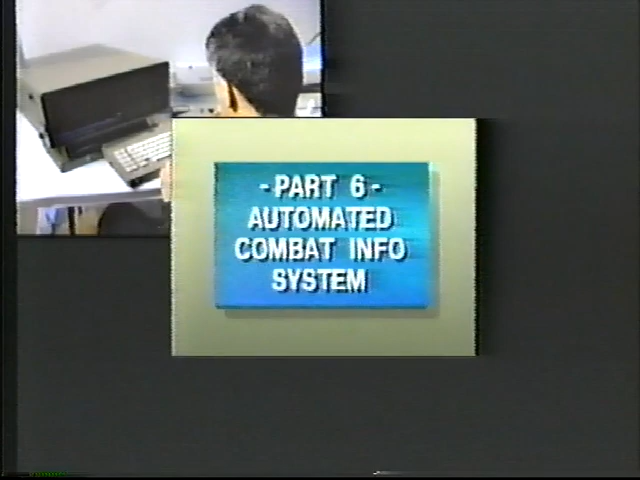 - PART 6 -
AUTOMATED
COMBAT INFO
SYSTEM